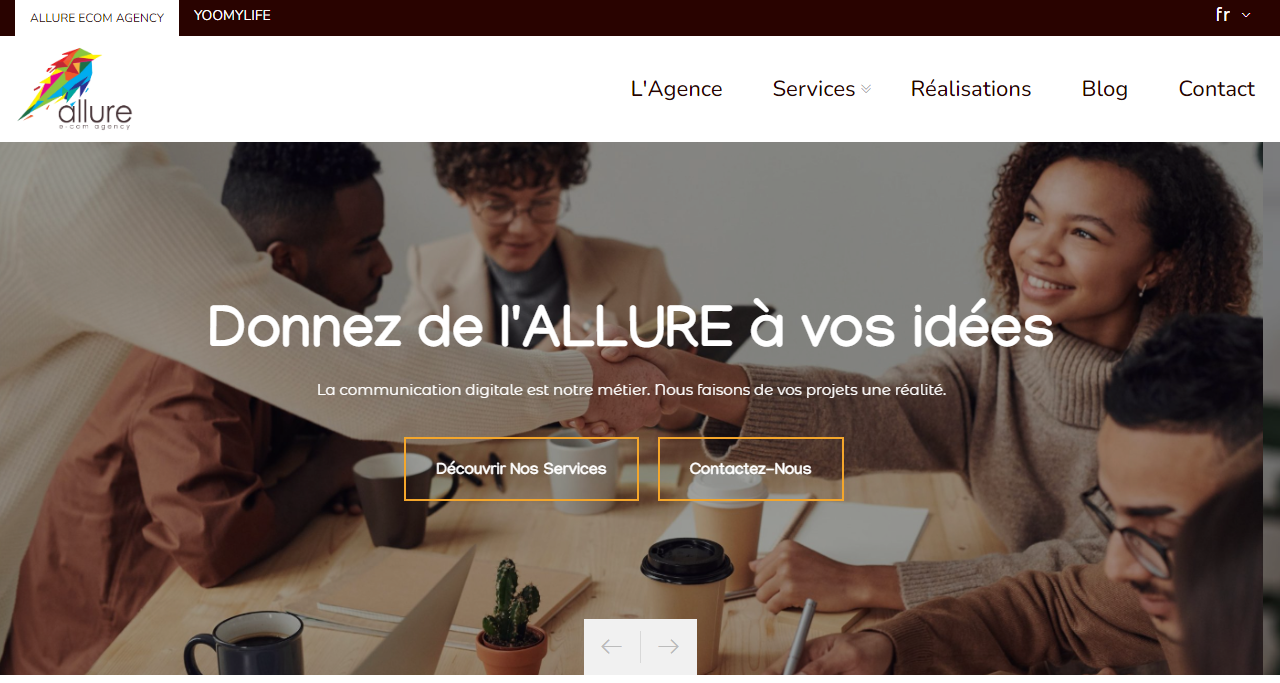 ALLURE ECOM AGENCY
YOOMYLIFE
fr
allure
e-com agency
L'Agence
Services
Réalisations
Blog
Contact
Donnez de l'ALLURE à vos idées
La communication digitale est notre métier. Nous faisons de vos projets une réalité.
Découvrir Nos Services
Contactez-Nous